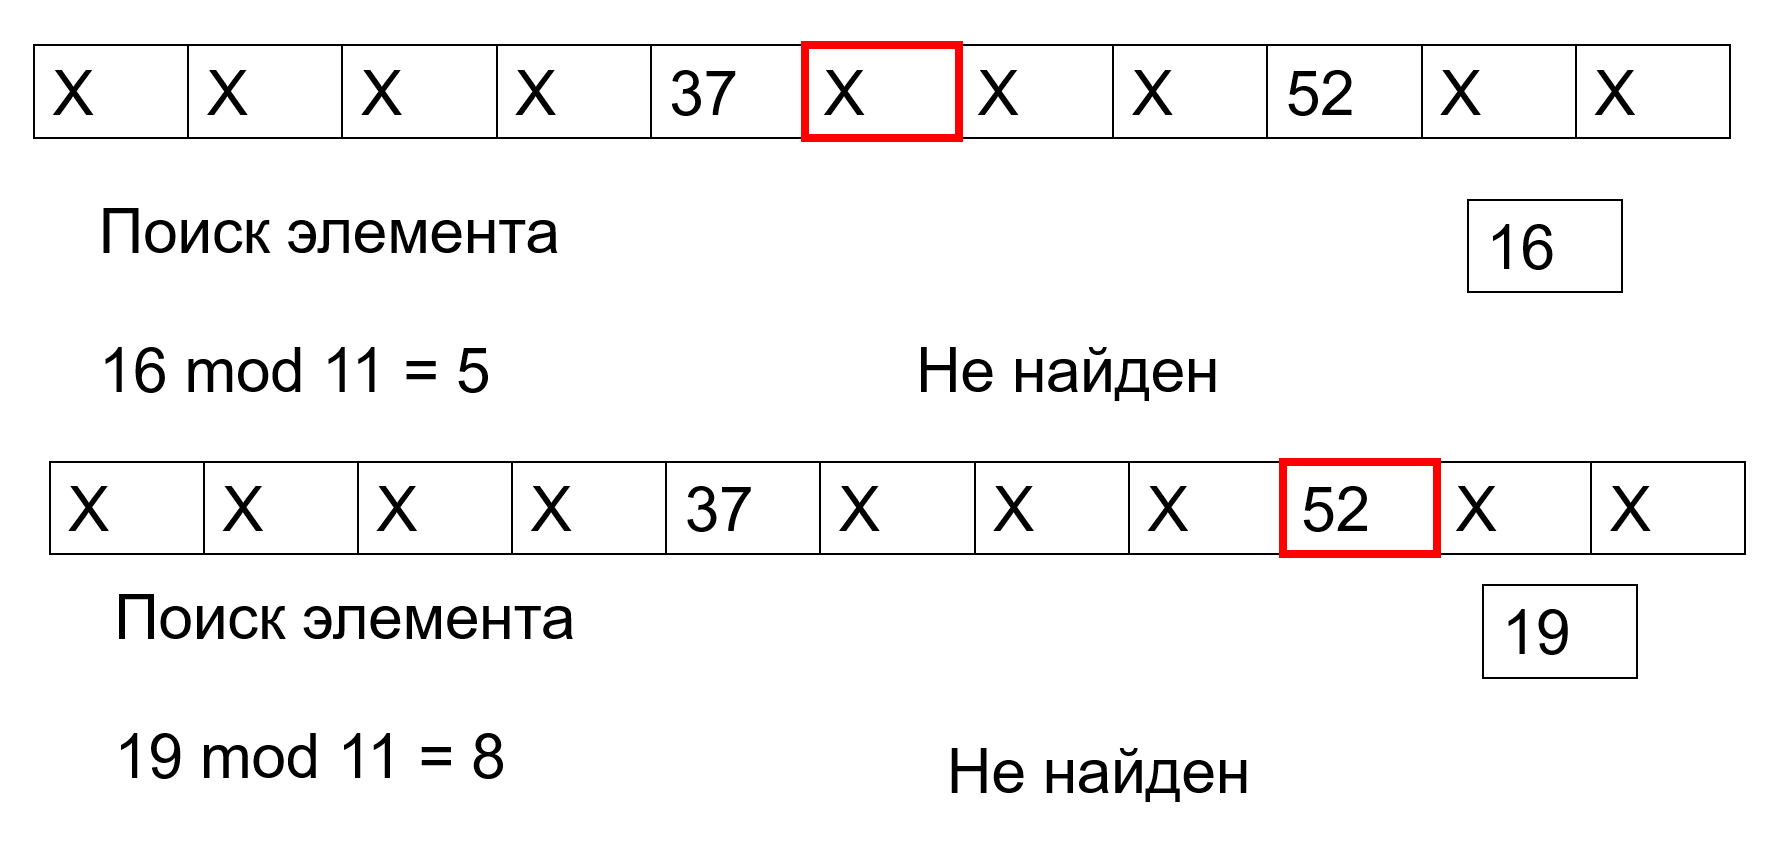 X X X X 37 X X X 52 X X
Поиск элемента 16
16 mod 11 = 5 Не найден
X X X X 37 X X X 52 X X
Поиск элемента 19
19 mod 11 = 8 Не найден